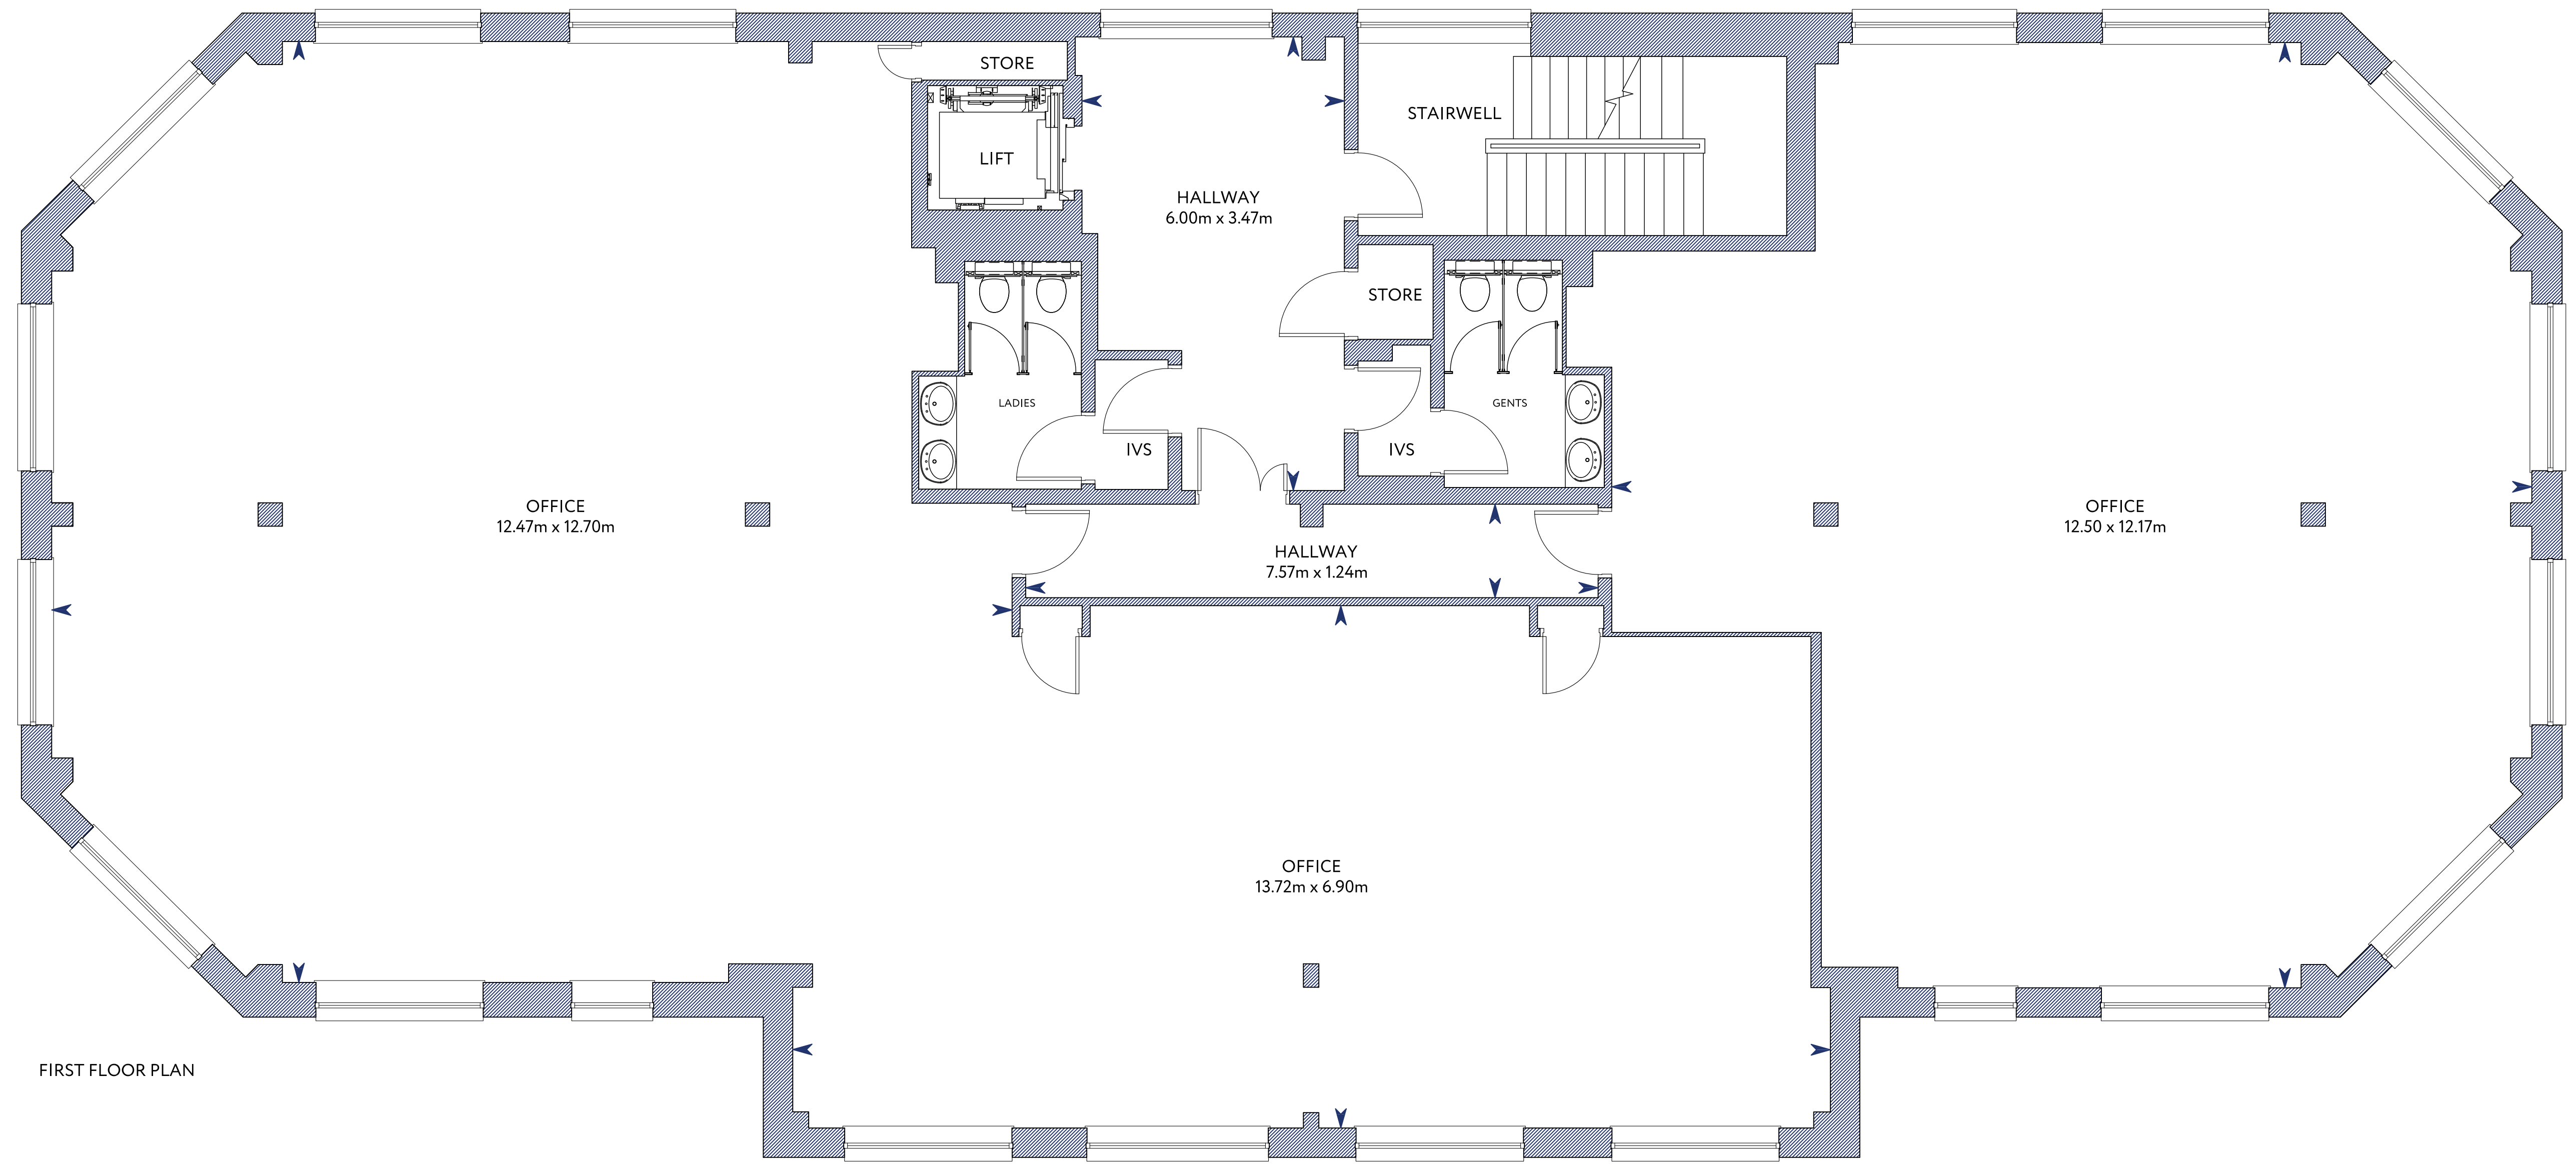 STORE
STAIRWELL
LIFT
HALLWAY
6.00m x 3.47m
STORE
LADIES
GENTS
IVS
IVS
OFFICE
12.47m x 12.70m
OFFICE
12.50 x 12.17m
HALLWAY
7.57m x 1.24m
OFFICE
13.72m x 6.90m
FIRST FLOOR PLAN